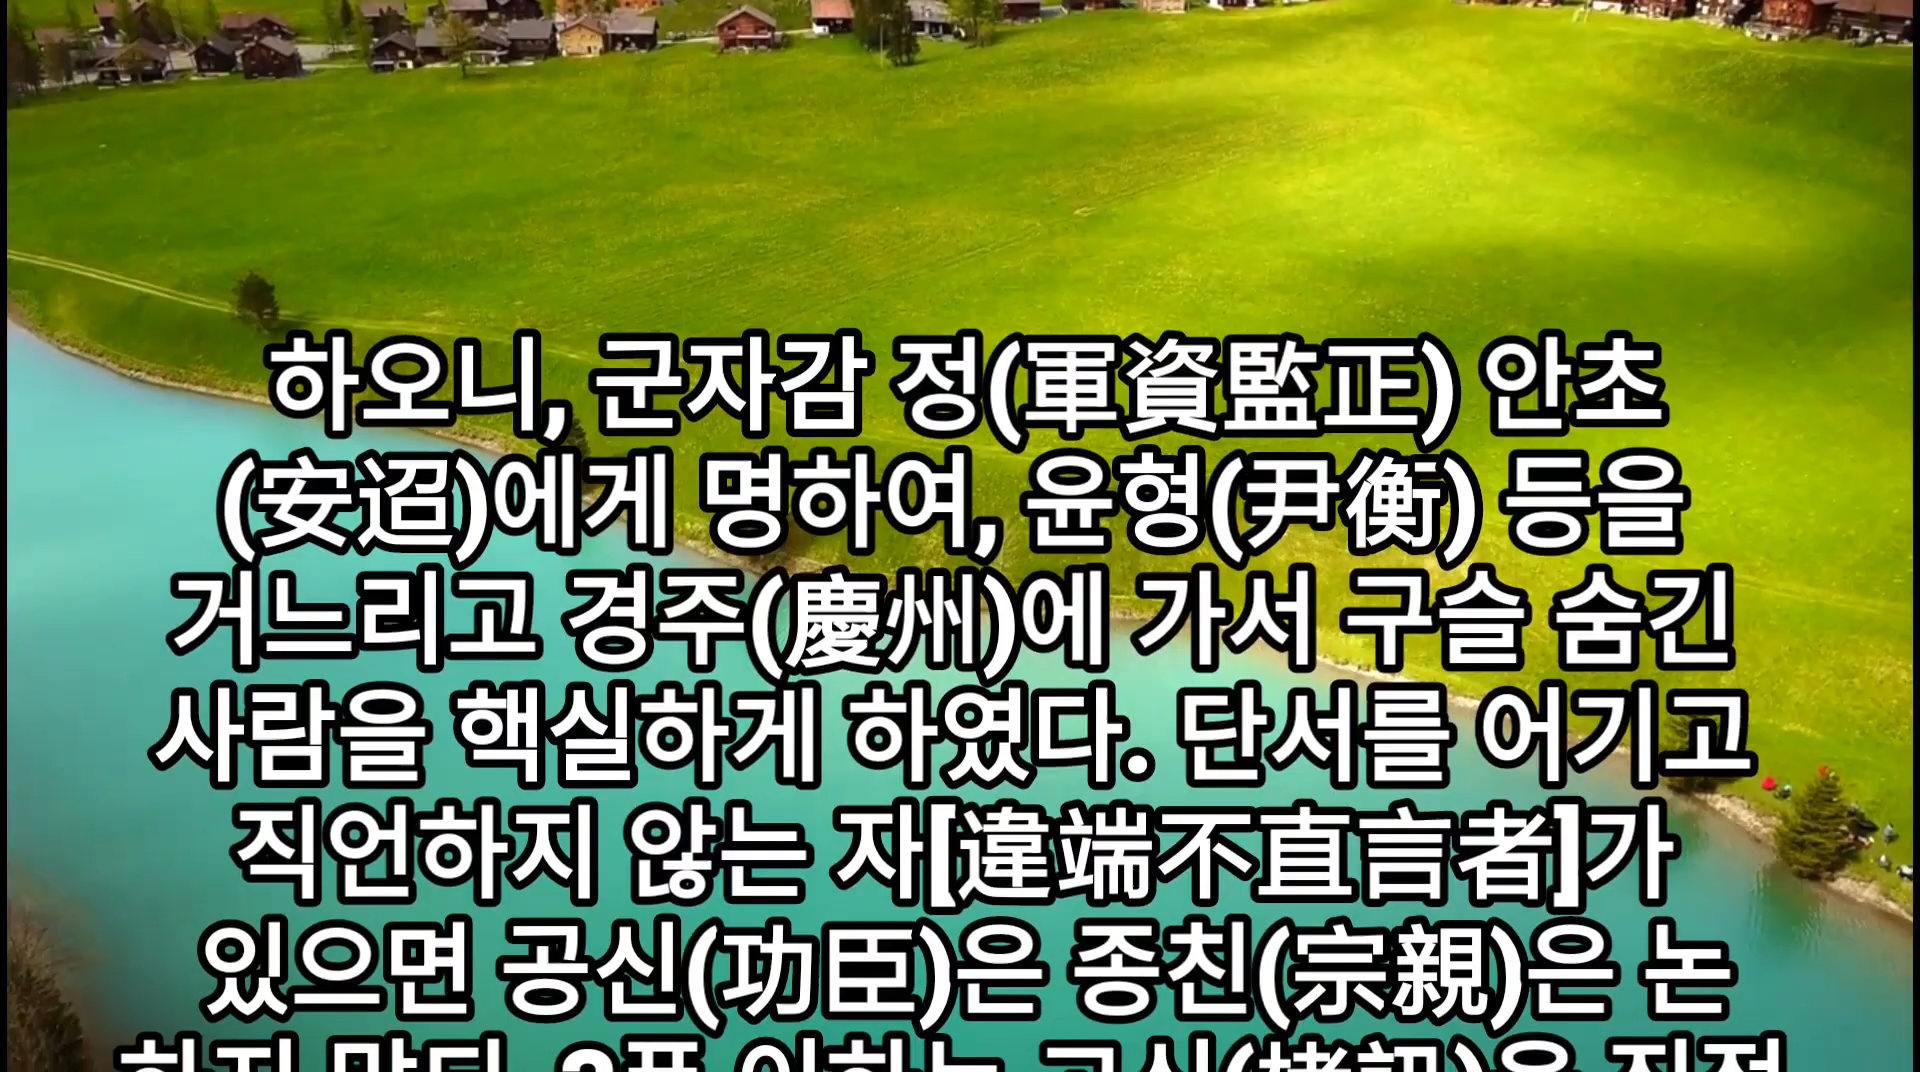 하오니, 군자감 정(軍資監正) 안초
(安迢)에게 명하여, 윤형(尹衡) 등을
거느리고 경주(慶州)에 가서 구슬 숨긴
사람을 핵실하게 하였다. 단서를 어기고
직언하지 않는 자[違端不直言者]가
있으면 공신(功臣)은 종친(宗親)은 논